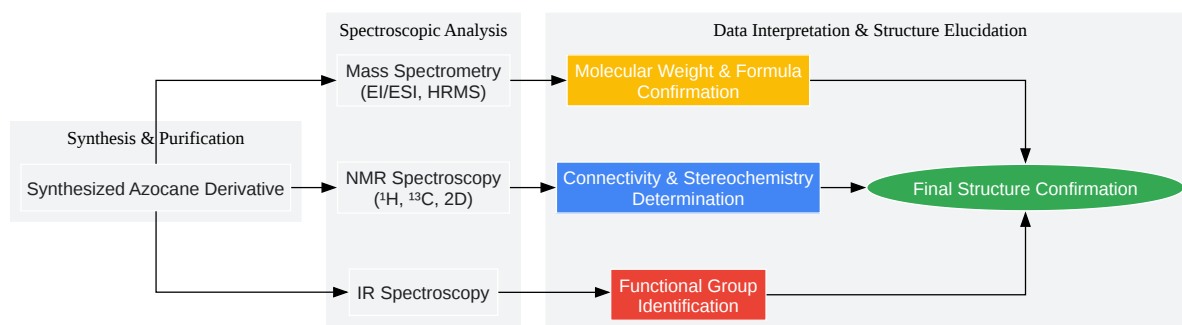 Spectroscopic Analysis
Data Interpretation & Structure Elucidation
Mass Spectrometry
(EI/ESI, HRMS)
Molecular Weight & Formula
Confirmation
Synthesis & Purification
Synthesized Azocane Derivative
NMR Spectroscopy
(¹H, ¹³C, 2D)
Connectivity & Stereochemistry
Determination
Final Structure Confirmation
IR Spectroscopy
Functional Group
Identification